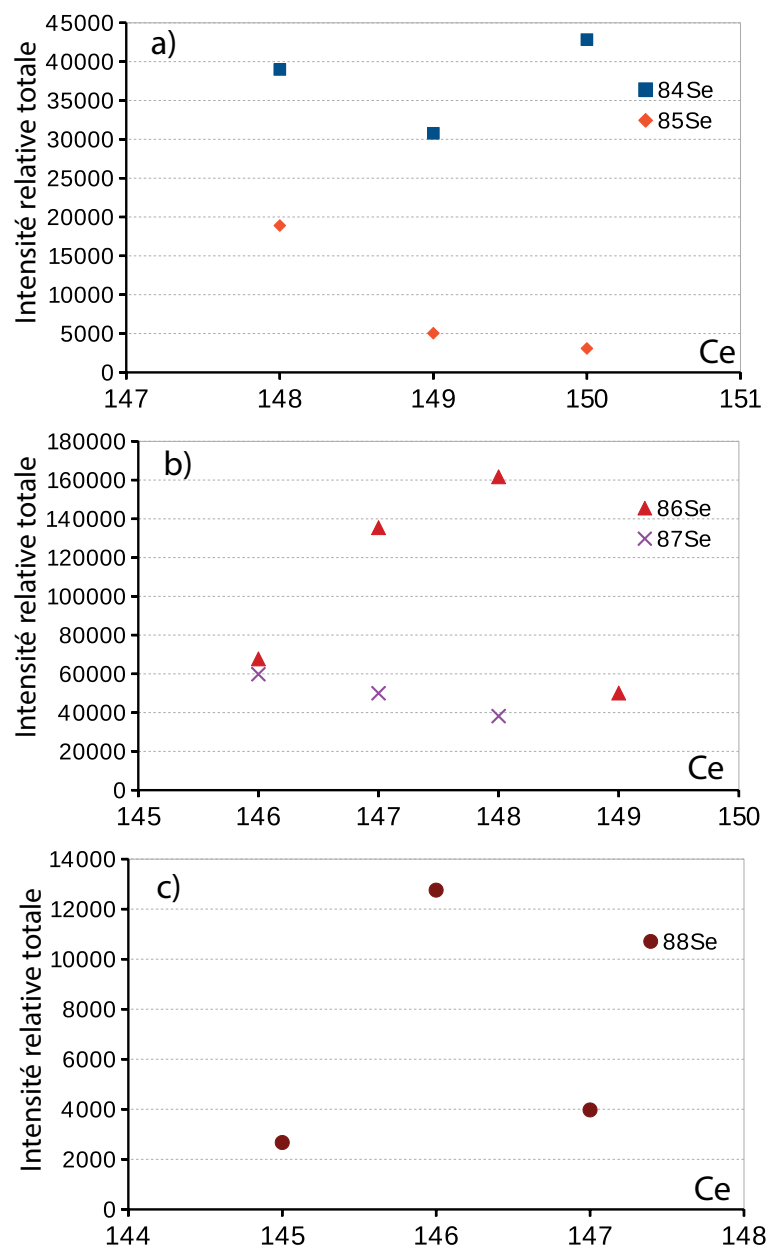 45000
a)
40000
35000
84Se
30000
85Se
25000
20000
15000
10000
5000
0
Ce
147 148 149 150 151
Intensité relative totale
180000
b)
160000
86Se
140000
87Se
120000
100000
80000
60000
40000
20000
0
Ce
145 146 147 148 149 150
Intensité relative totale
14000
c)
12000
88Se
10000
8000
6000
4000
2000
0
Ce
144 145 146 147 148
Intensité relative totale